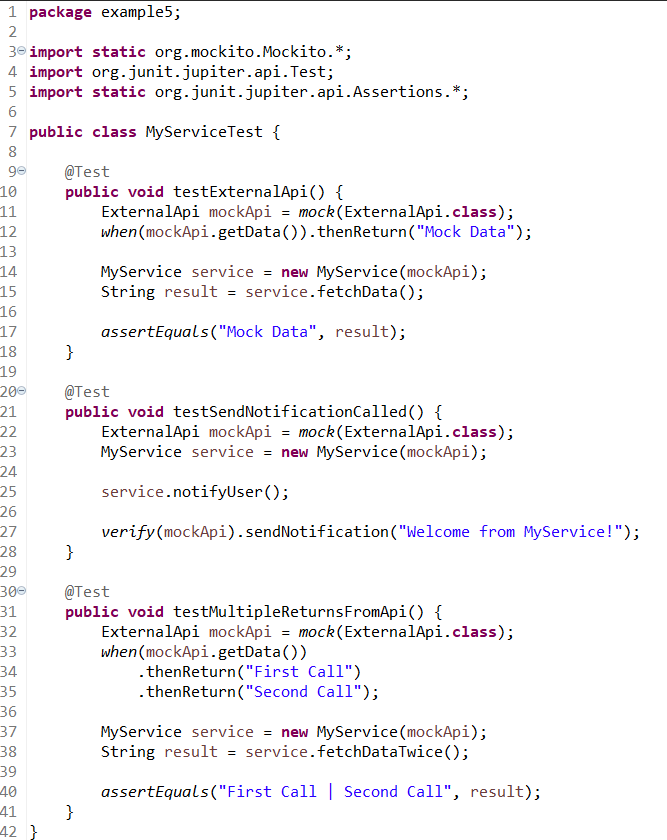 1 package example5;
2
3 import static org.mockito.Mockito.*;
4 import org.junit.jupiter.api.Test;
5 import static org.junit.jupiter.api.Assertions.*;
6
7 public class MyServiceTest {
8
9     @Test
10     public void testExternalApi() {
11         ExternalApi mockApi = mock(ExternalApi.class);
12         when(mockApi.getData()).thenReturn("Mock Data");
13
14         MyService service = new MyService(mockApi);
15         String result = service.fetchData();
16
17         assertEquals("Mock Data", result);
18     }
19
20     @Test
21     public void testSendNotificationCalled() {
22         ExternalApi mockApi = mock(ExternalApi.class);
23         MyService service = new MyService(mockApi);
24
25         service.notifyUser();
26
27         verify(mockApi).sendNotification("Welcome from MyService!");
28     }
29
30     @Test
31     public void testMultipleReturnsFromApi() {
32         ExternalApi mockApi = mock(ExternalApi.class);
33         when(mockApi.getData())
34             .thenReturn("First Call")
35             .thenReturn("Second Call");
36
37         MyService service = new MyService(mockApi);
38         String result = service.fetchDataTwice();
39
40         assertEquals("First Call | Second Call", result);
41     }
42 }